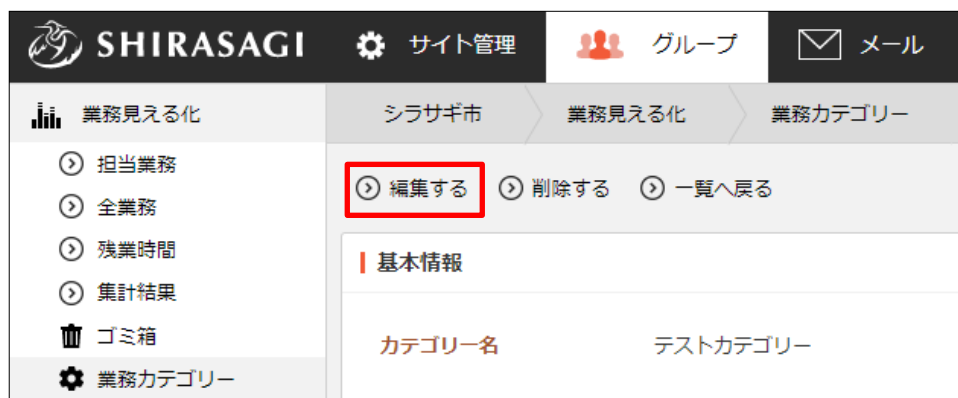 SHIRASAGI サイト管理 グループ メール
業務見える化
シラサギ市 業務見える化 業務カテゴリー
担当業務
全業務
残業時間
集計結果
ゴミ箱
業務カテゴリー
編集する 削除する 一覧へ戻る
基本情報
カテゴリー名 テストカテゴリー